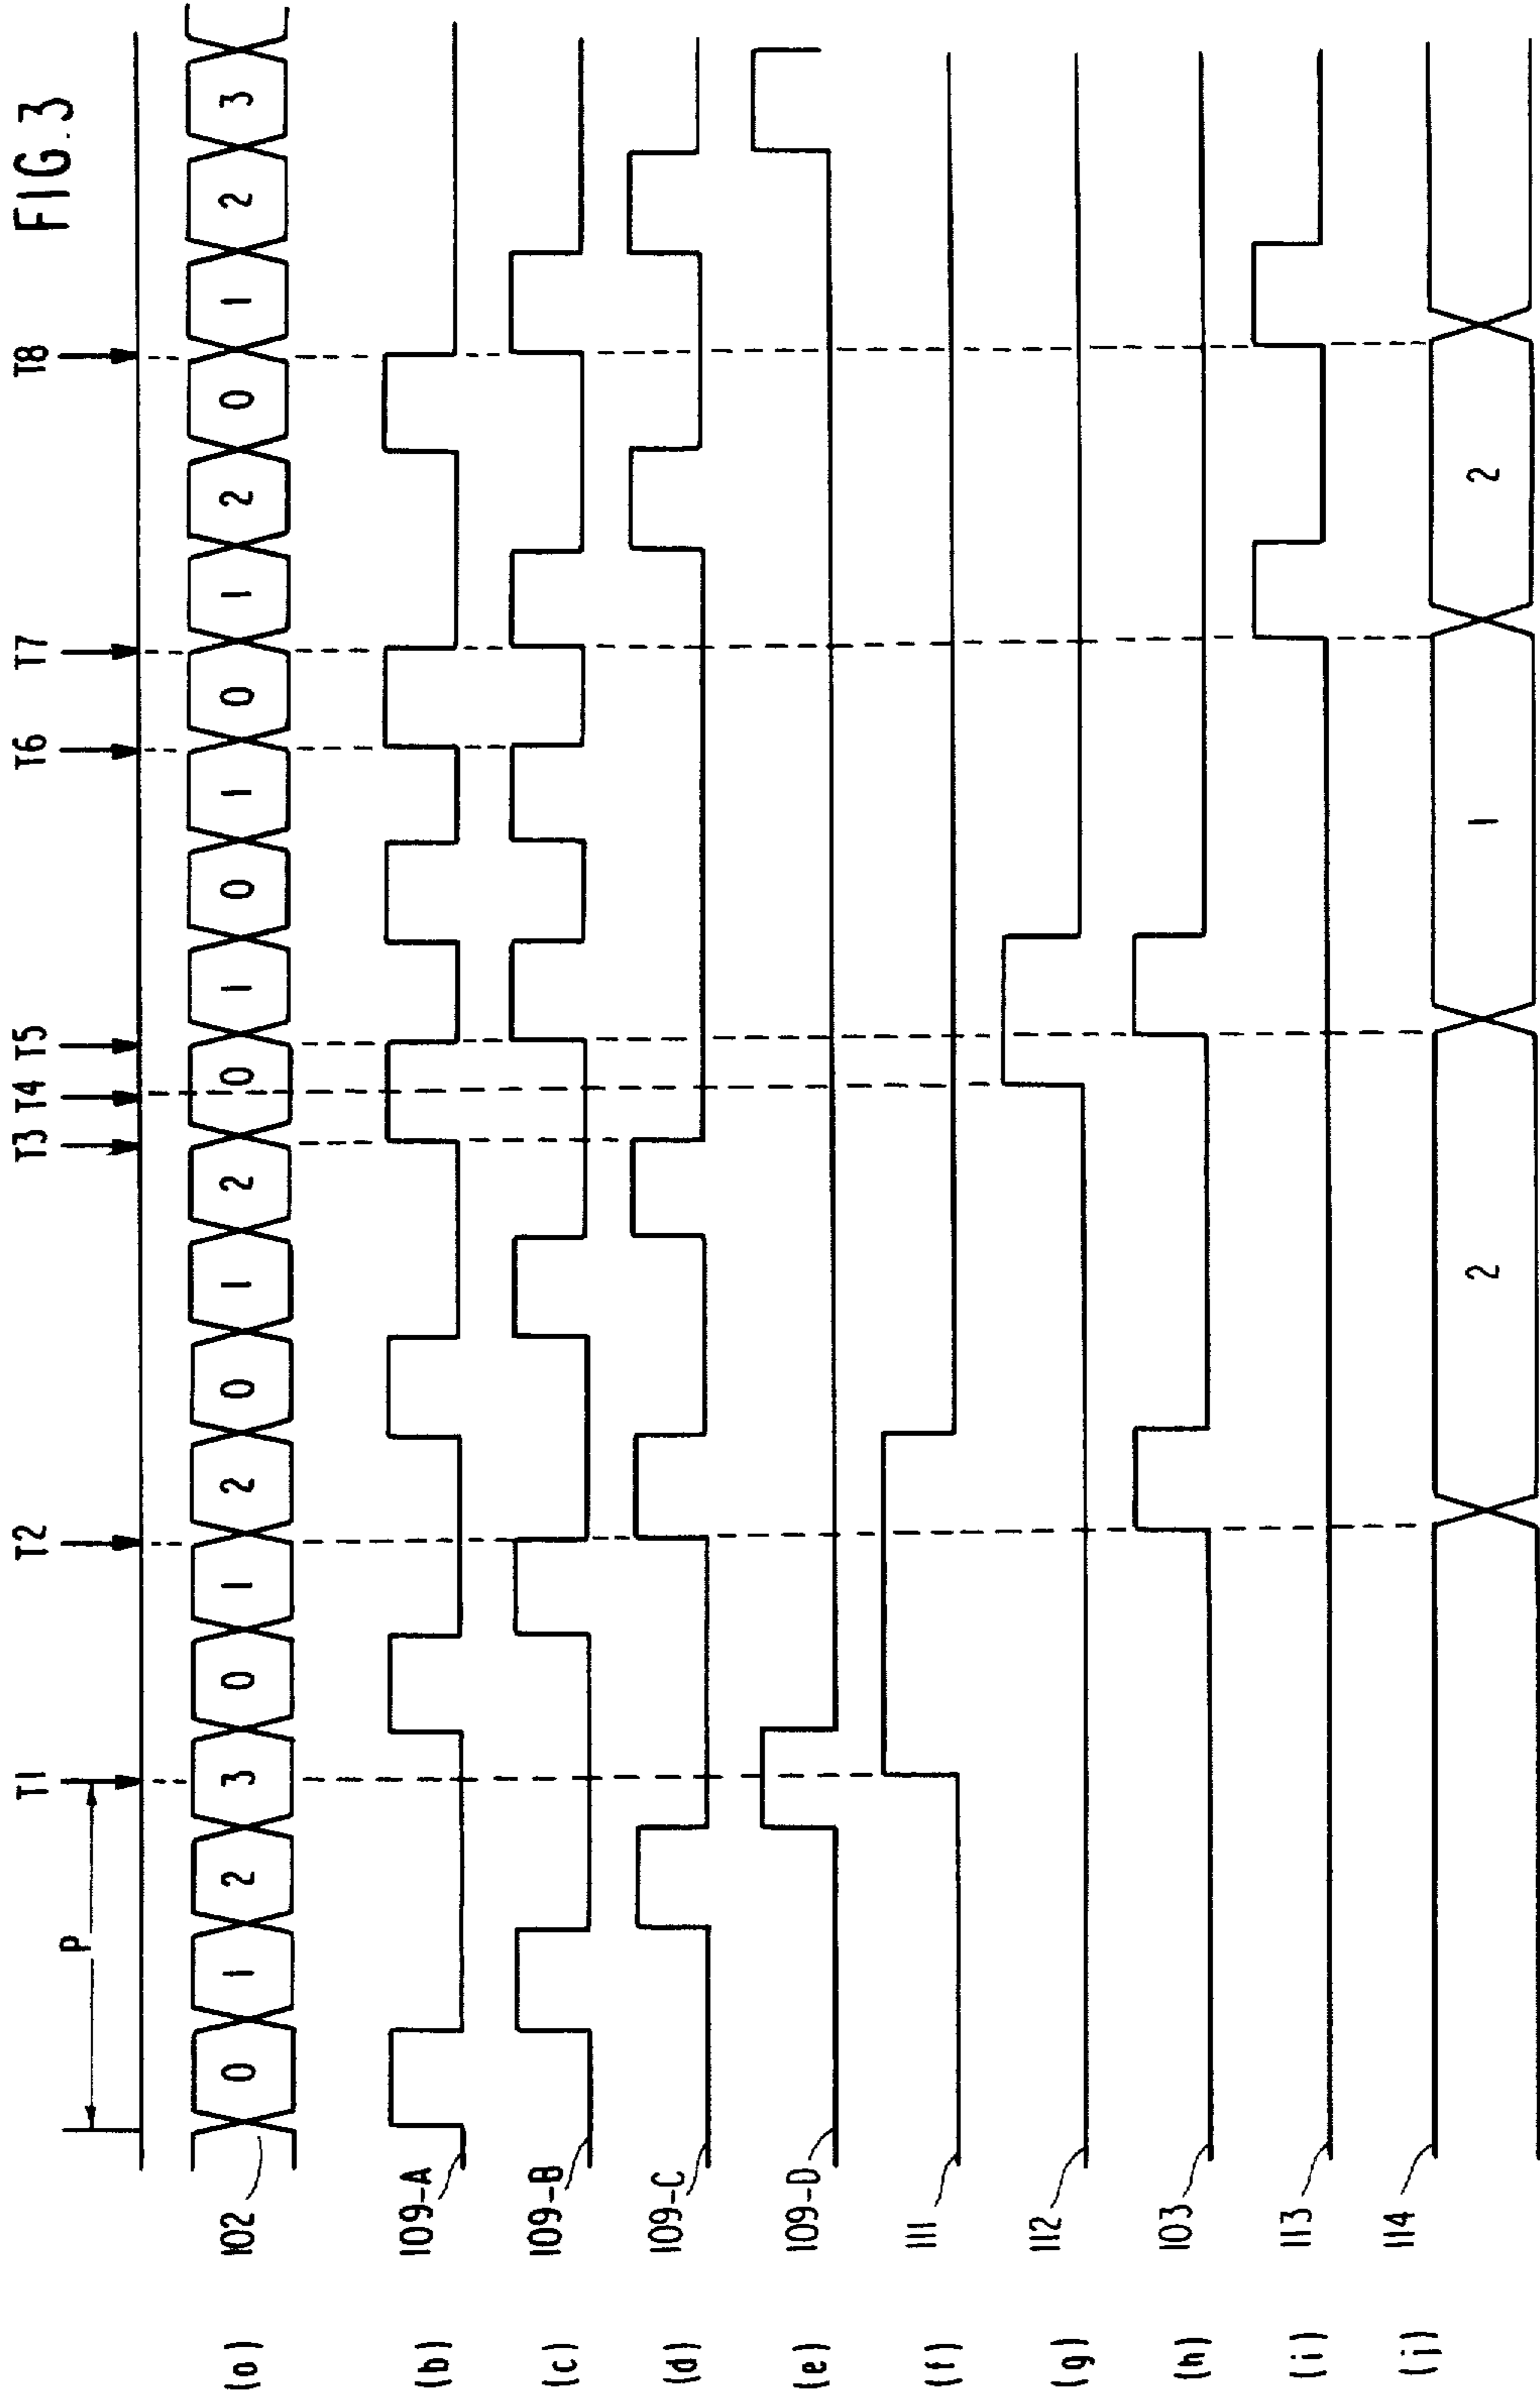 FIG. 3
P T1 T2 T3 T4 T5 T6 T7 T8
(a) 102 0 1 2 3 0 1 2 0 1 2 0 1 0 1 0 1 2 0 1 2 3
(b) 109-A
(c) 109-B
(d) 109-C
(e) 109-D
(f) 111
(g) 112
(h) 103
(i) 113
(j) 114 2 1 2